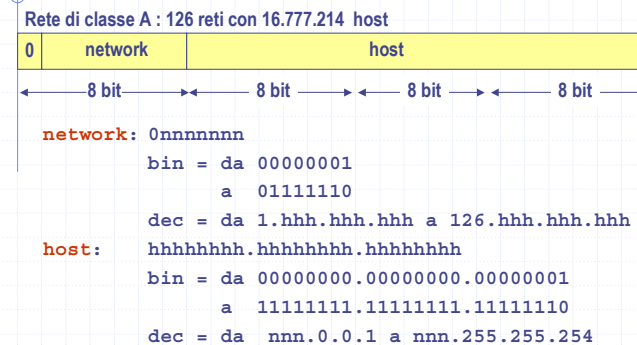 Rete di classe A : 126 reti con 16.777.214 host
0 network host
8 bit 8 bit 8 bit 8 bit
network: 0nnnnnnn
bin = da 00000001
a 01111110
dec = da 1.hhh.hhh.hhh a 126.hhh.hhh.hhh
host: hhhhhhhh.hhhhhhhh.hhhhhhhh
bin = da 00000000.00000000.00000001
a 11111111.11111111.11111110
dec = da nnn.0.0.1 a nnn.255.255.254